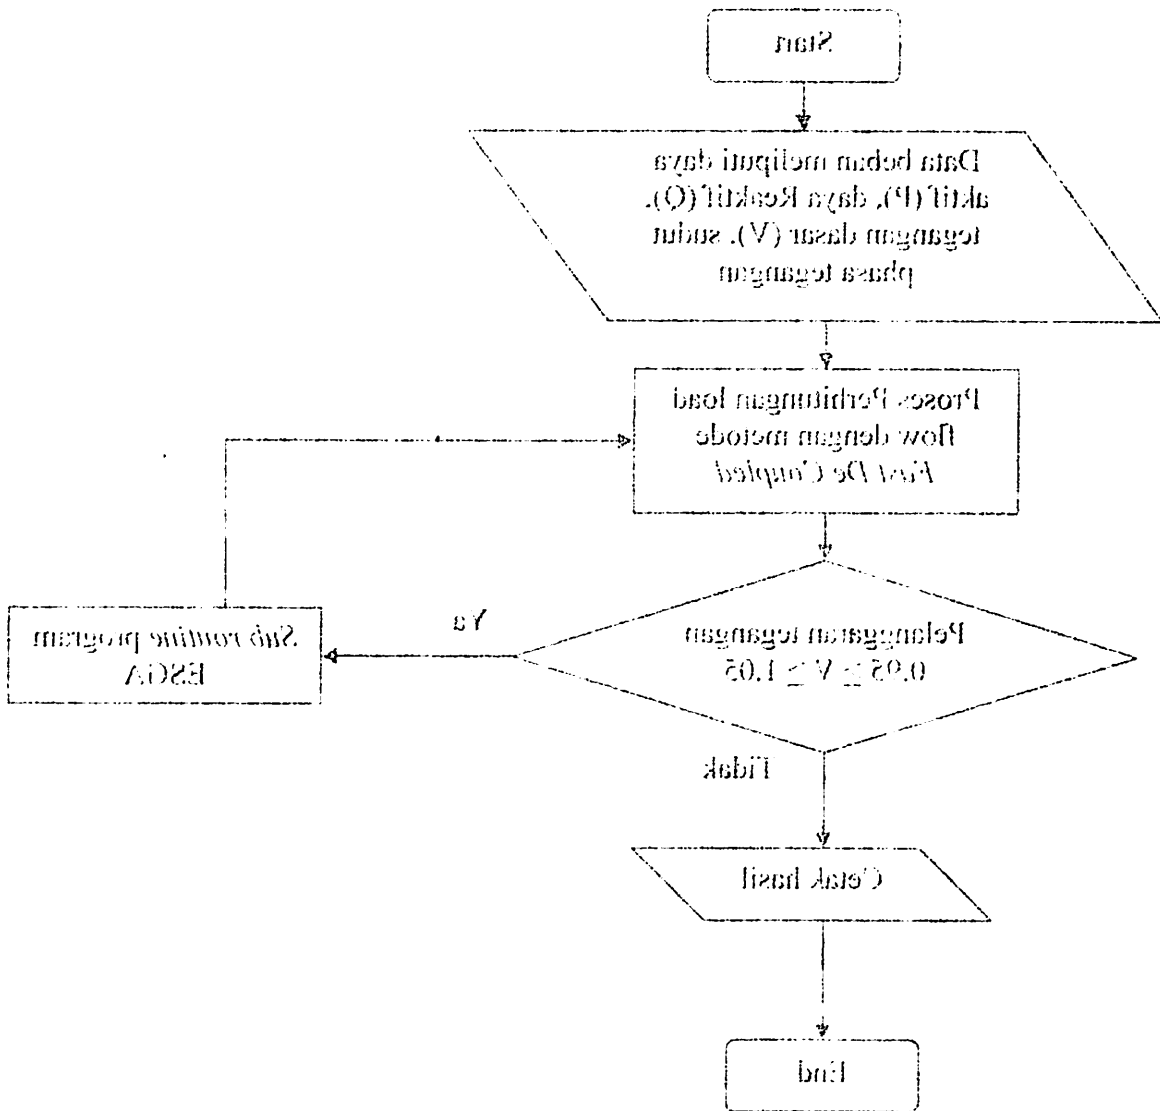 Start
Data beban meliputi daya
aktif (P), daya Reaktif (Q).
tegangan dasar (V). sudut
phasa tegangan
Proses Perhitungan load
flow dengan metode
Fast De Coupled
Pelanggaran tegangan
0.95 ≥ V ≥ 1.05
Ya
Sub routine program
ESGA
Tidak
Cetak hasil
End